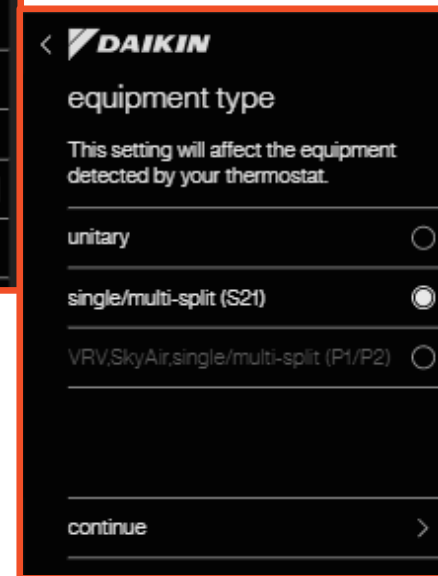 DAIKIN
equipment type
This setting will affect the equipment
detected by your thermostat.
unitary
single/multi-split (S21)
VRV,SkyAir,single/multi-split (P1/P2)
continue